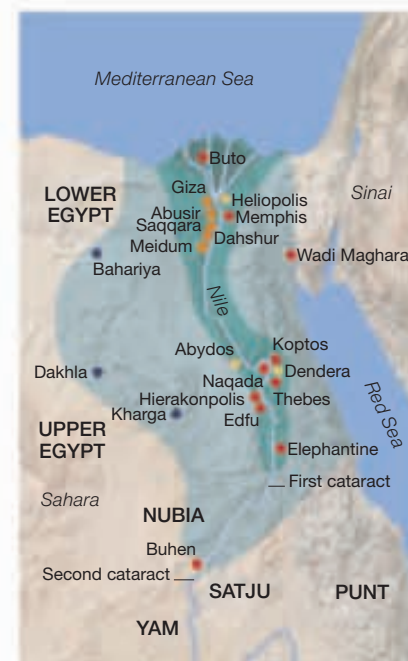 Mediterranean Sea
Buto
Giza
LOWER
EGYPT
Heliopolis
Sinai
Abusir
Memphis
Saqqara
Dahshur
Meidum
Wadi Maghara
Bahariya
Nile
Koptos
Abydos
Dakhla
Dendera
Naqada
Hierakonpolis
Thebes
Kharga
Edfu
Red Sea
UPPER
EGYPT
Elephantine
First cataract
Sahara
NUBIA
Buhen
Second cataract
SATJU
PUNT
YAM